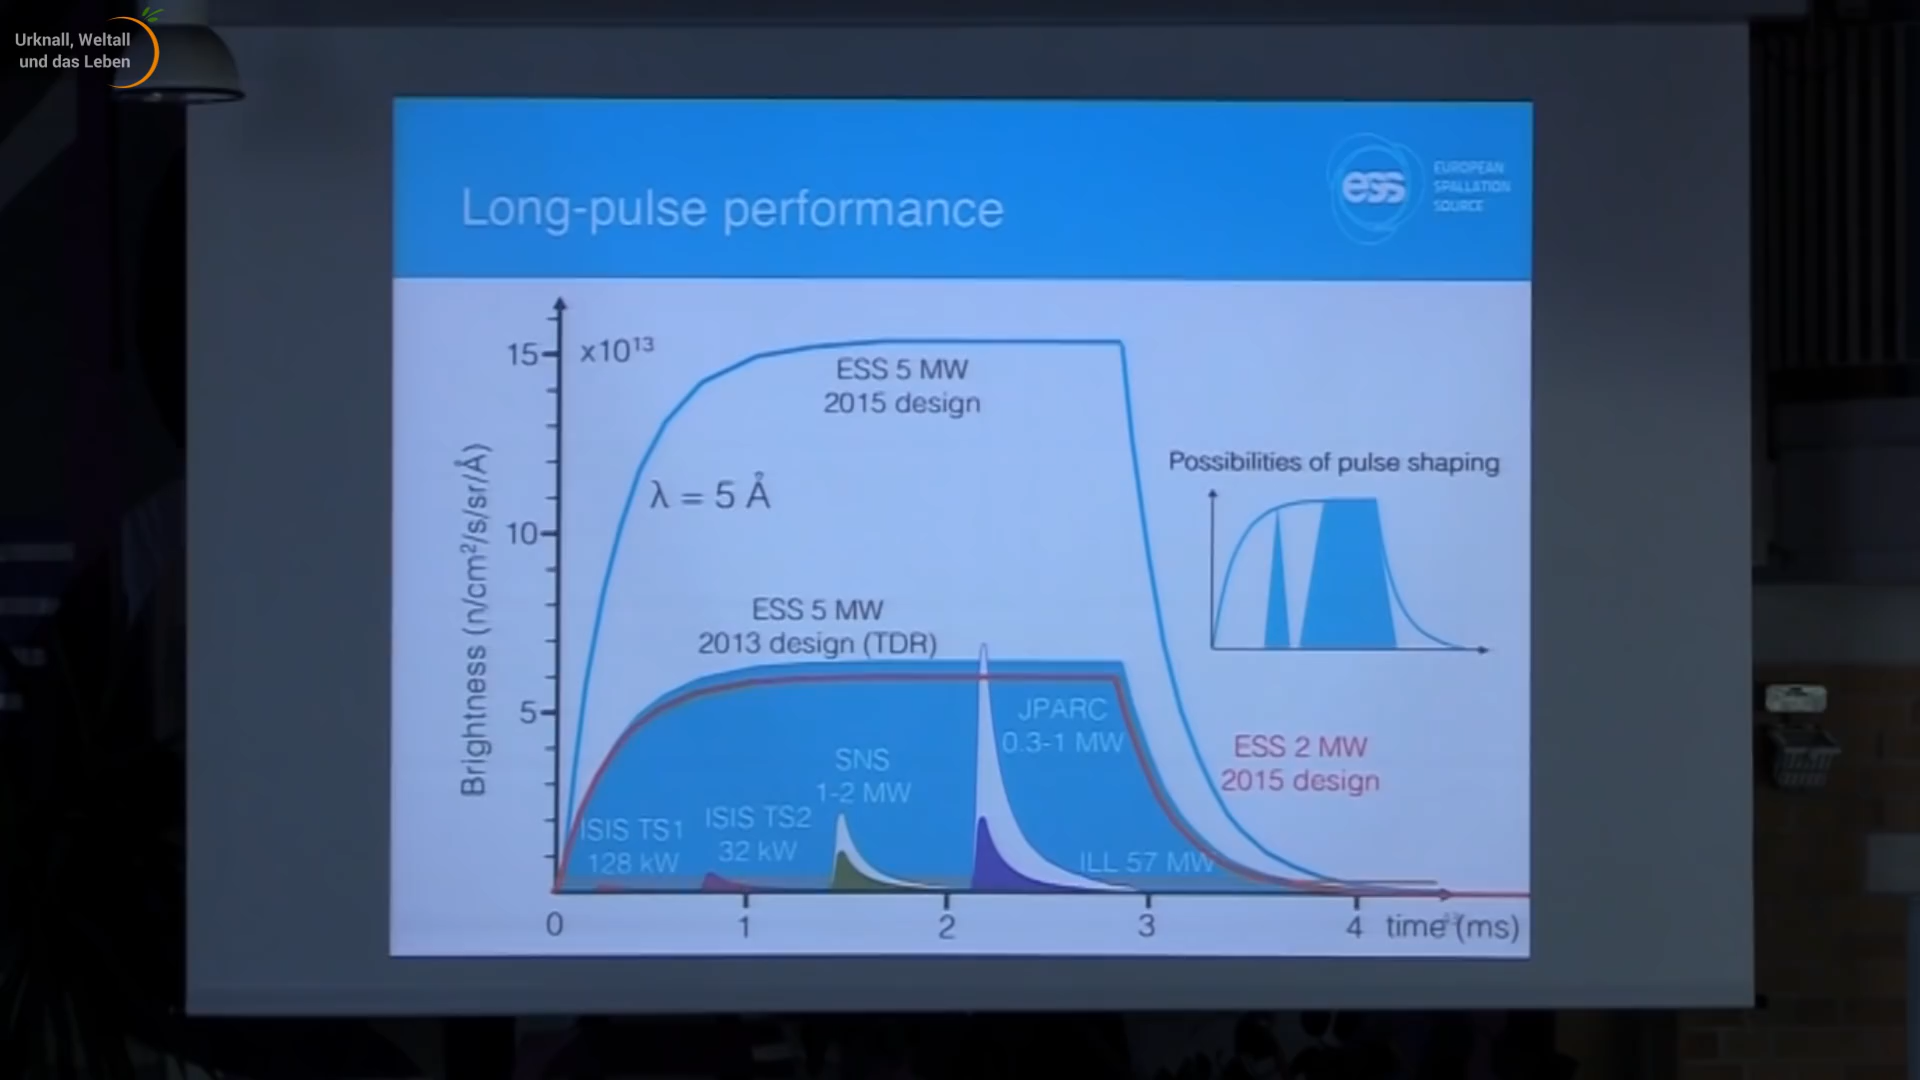 Urknall, Weltall
und das Leben
Long-pulse performance
ess
EUROPEAN
SPALLATION
SOURCE
15
x10¹³
ESS 5 MW
2015 design
λ = 5 Å
10
Brightness (n/cm²/s/sr/Å)
Possibilities of pulse shaping
ESS 5 MW
2013 design (TDR)
5
JPARC
0.3-1 MW
SNS
1-2 MW
ESS 2 MW
2015 design
ISIS TS1
128 kW
ISIS TS2
32 kW
ILL 57 MW
0 1 2 3 4 time (ms)